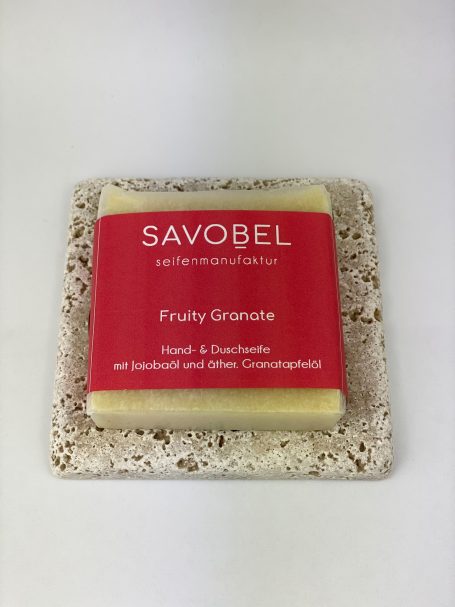 SAVOBEL
seifenmanufaktur
Fruity Granate
Hand- & Duschseife
mit Jojobaöl und äther. Granatapfelöl